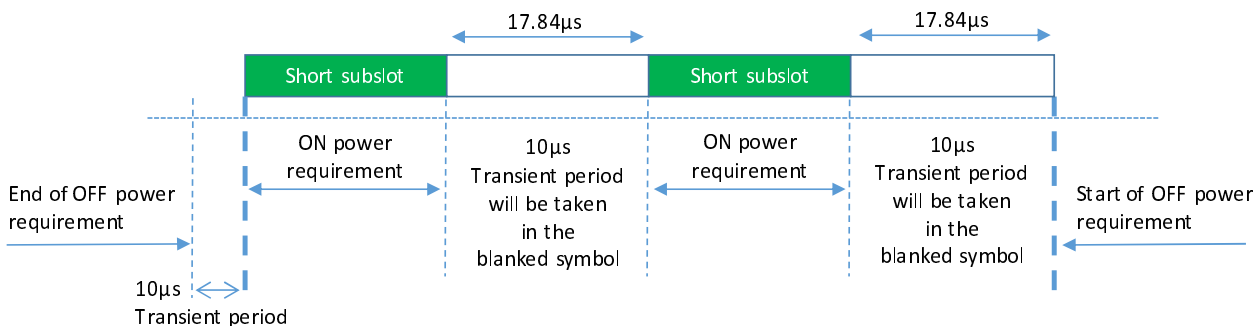 17.84µs
17.84µs
Short subslot
Short subslot
ON power
requirement
10µs
Transient period
will be taken
in the
blanked symbol
ON power
requirement
10µs
Transient period
will be taken
in the
blanked symbol
End of OFF power
requirement
Start of OFF power
requirement
10µs
Transient period